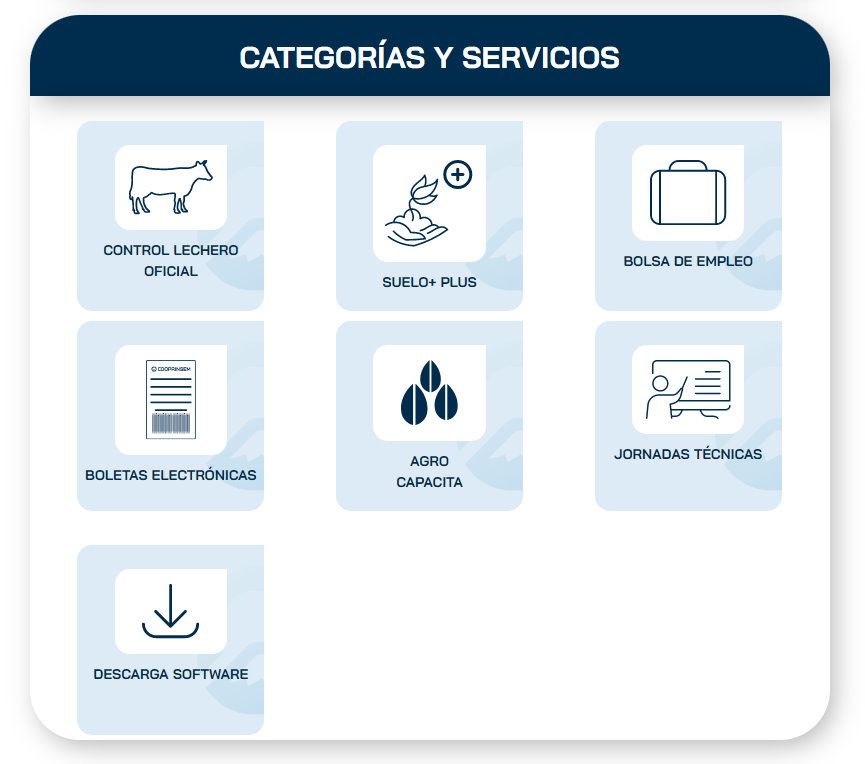 CATEGORÍAS Y SERVICIOS
CONTROL LECHERO
OFICIAL
SUELO+ PLUS
BOLSA DE EMPLEO
COOPRINSEM
BOLETAS ELECTRÓNICAS
AGRO
CAPACITA
JORNADAS TÉCNICAS
DESCARGA SOFTWARE